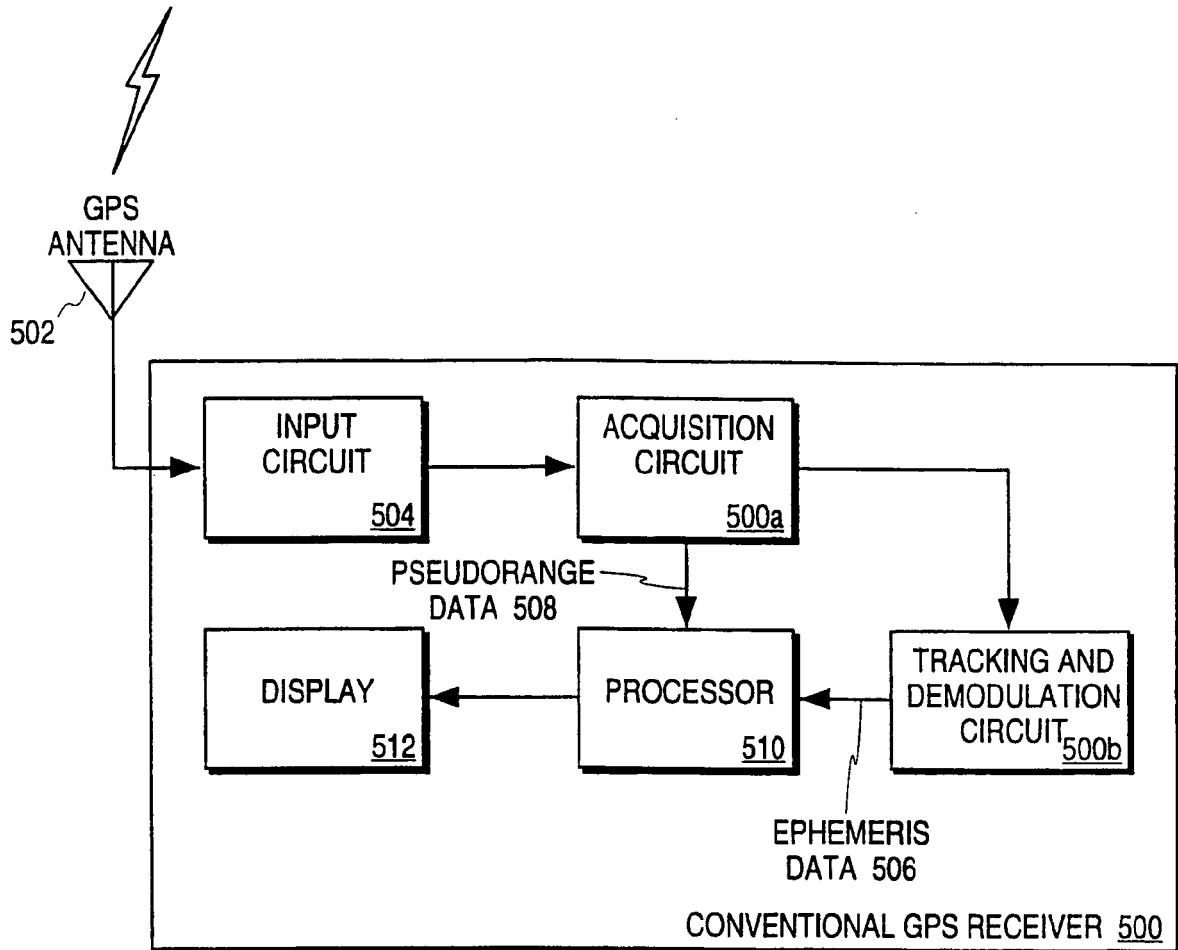 GPS
ANTENNA
502
INPUT
CIRCUIT
504
ACQUISITION
CIRCUIT
500a
PSEUDORANGE
DATA 508
DISPLAY
512
PROCESSOR
510
TRACKING AND
DEMODULATION
CIRCUIT
500b
EPHEMERIS
DATA 506
CONVENTIONAL GPS RECEIVER 500